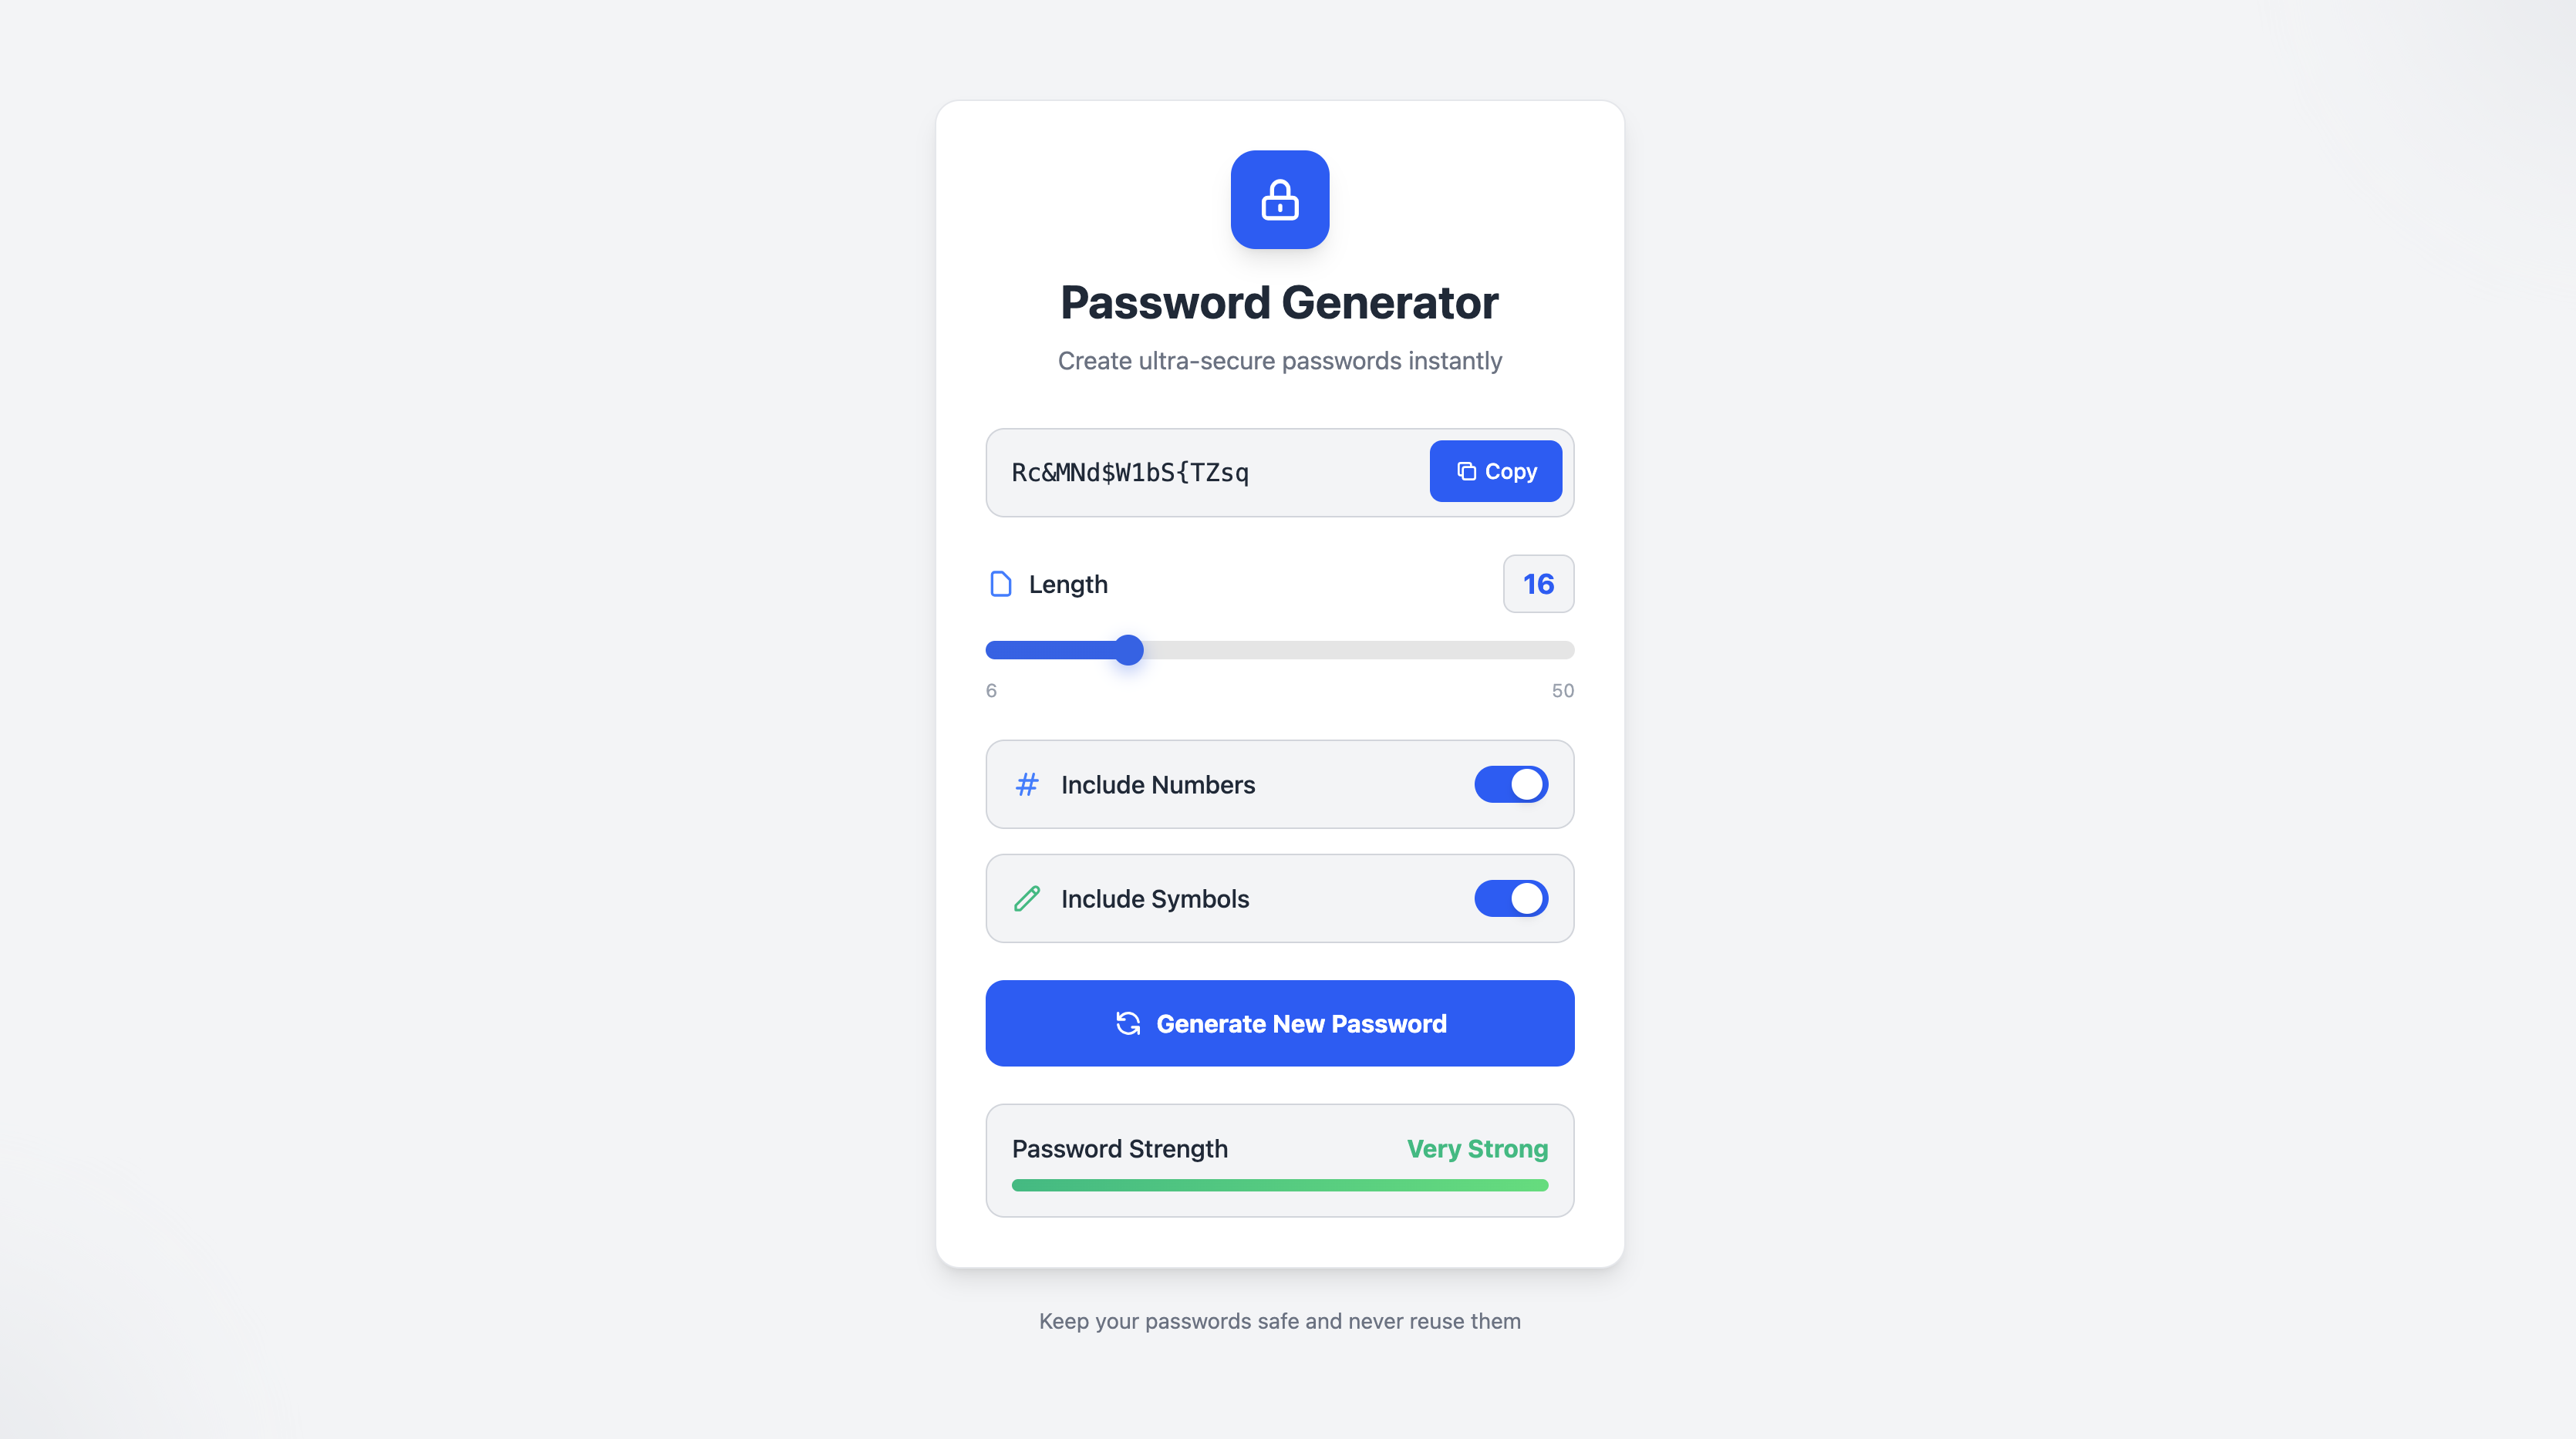 Password Generator
Create ultra-secure passwords instantly
Rc&MNd$W1bS{TZsq
Copy
Length
16
6
50
Include Numbers
Include Symbols
Generate New Password
Password Strength
Very Strong
Keep your passwords safe and never reuse them